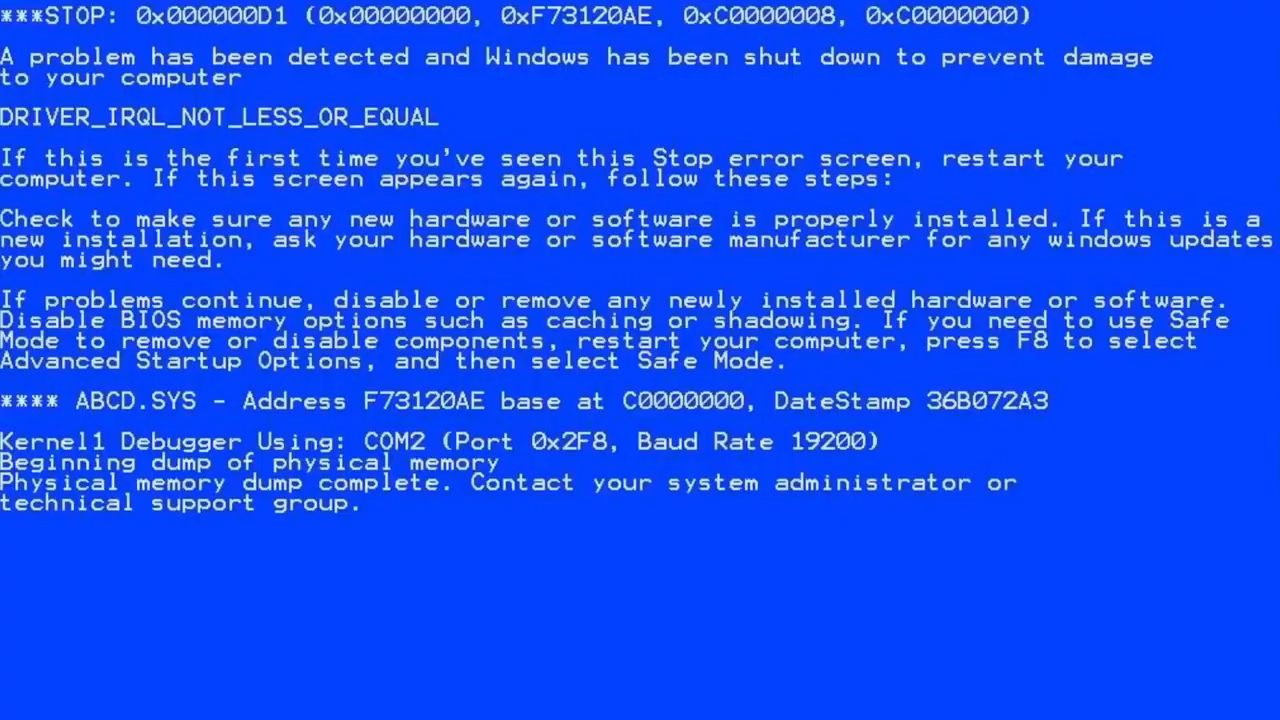 ***STOP: 0x000000D1 (0x00000000, 0xF73120AE, 0xC0000008, 0xC0000000)
A problem has been detected and Windows has been shut down to prevent damage
to your computer
DRIVER_IRQL_NOT_LESS_OR_EQUAL
If this is the first time you've seen this Stop error screen, restart your
computer. If this screen appears again, follow these steps:
Check to make sure any new hardware or software is properly installed. If this is a
new installation, ask your hardware or software manufacturer for any windows updates
you might need.
If problems continue, disable or remove any newly installed hardware or software.
Disable BIOS memory options such as caching or shadowing. If you need to use Safe
Mode to remove or disable components, restart your computer, press F8 to select
Advanced Startup Options, and then select Safe Mode.
**** ABCD.SYS - Address F73120AE base at C0000000, DateStamp 36B072A3
Kernel1 Debugger Using: COM2 (Port 0x2F8, Baud Rate 19200)
Beginning dump of physical memory
Physical memory dump complete. Contact your system administrator or
technical support group.